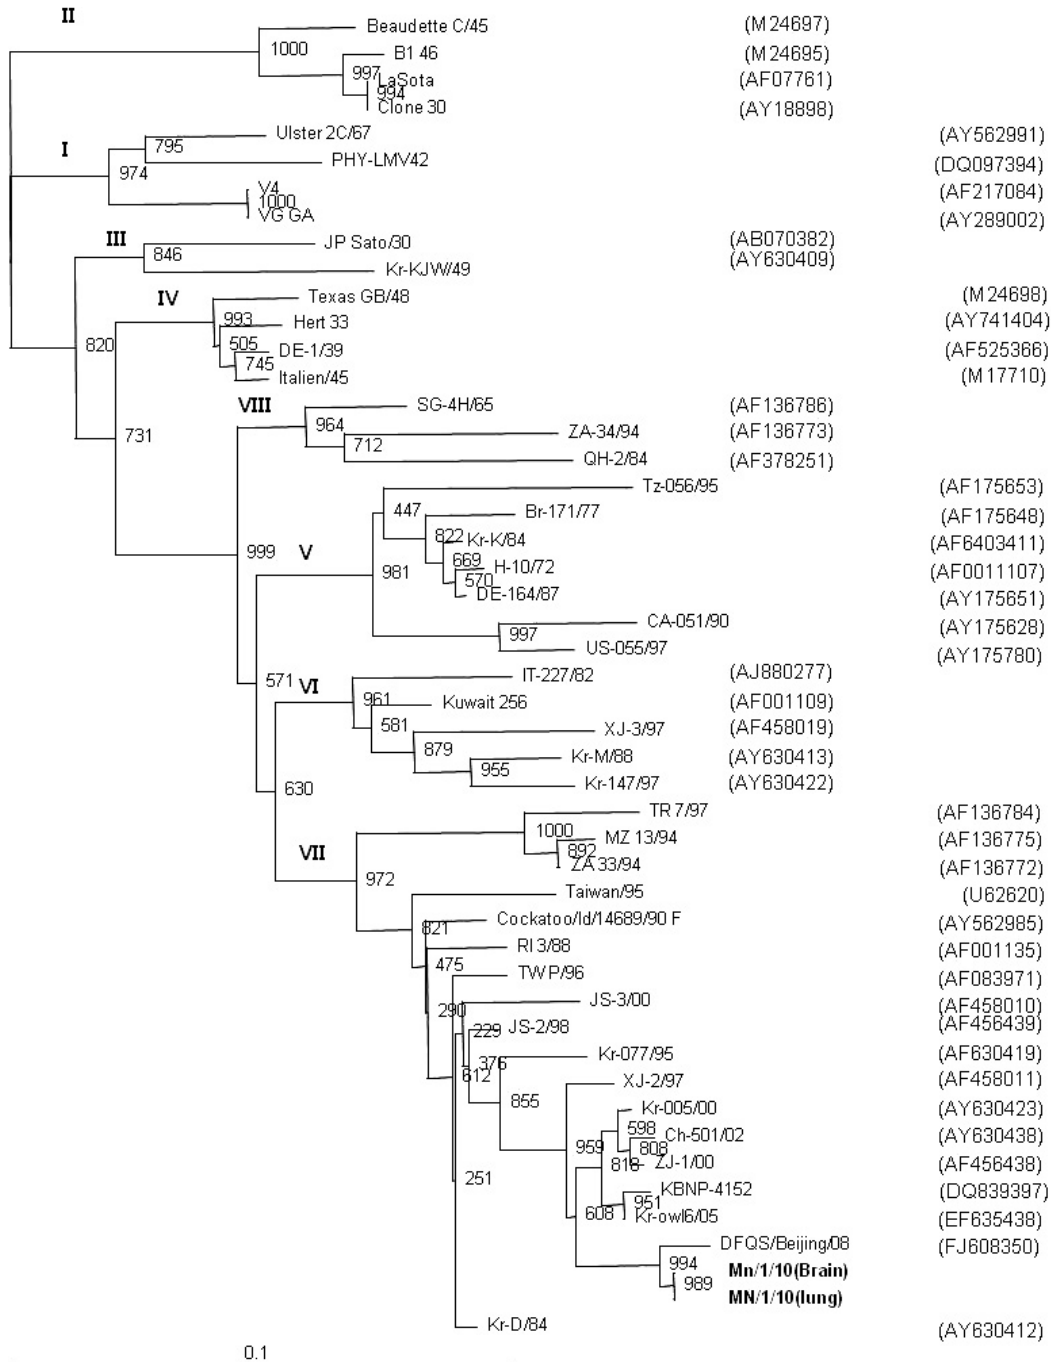 II
Beaudette C/45 (M24697)
1000
B1 46 (M24695)
997
LaSota (AF07761)
994
Clone 30 (AY18898)
Ulster 2C/67 (AY562991)
795
I
PHY-LMV42 (DQ097394)
974
V4 (AF217084)
1000
VG GA (AY289002)
III
JP Sato/30 (AB070382)
846
Kr-KJW/49 (AY630409)
IV
Texas GB/48 (M24698)
993
Hert 33 (AY741404)
820
505
DE-1/39 (AF525366)
745
Italien/45 (M17710)
VIII
SG-4H/65 (AF136786)
964
731
ZA-34/94 (AF136773)
712
QH-2/84 (AF378251)
Tz-056/95 (AF175653)
447
Br-171/77 (AF175648)
822
Kr-K/84 (AF6403411)
999
V
669
H-10/72 (AF0011107)
981
570
DE-164/87 (AY175651)
CA-051/90 (AY175628)
997
US-055/97 (AY175780)
571
VI
IT-227/82 (AJ880277)
961
Kuwait 256 (AF001109)
581
XJ-3/97 (AF458019)
879
Kr-M/88 (AY630413)
955
Kr-147/97 (AY630422)
630
TR 7/97 (AF136784)
1000
MZ 13/94 (AF136775)
VII
892
ZA 33/94 (AF136772)
972
Taiwan/95 (U62620)
Cockatoo/Id/14689/90 F (AY562985)
821
RI 3/88 (AF001135)
475
TW P/96 (AF083971)
JS-3/00 (AF458010)
290
JS-2/98 (AF456439)
229
Kr-077/95 (AF630419)
376
612
XJ-2/97 (AF458011)
855
Kr-005/00 (AY630423)
598
Ch-501/02 (AY630438)
959
808
818
ZJ-1/00 (AF456438)
251
KBNP-4152 (DQ839397)
951
608
Kr-owl6/05 (EF635438)
DFQS/Beijing/08 (FJ608350)
994
Mn/1/10(Brain)
989
MN/1/10(lung)
Kr-D/84 (AY630412)
0.1